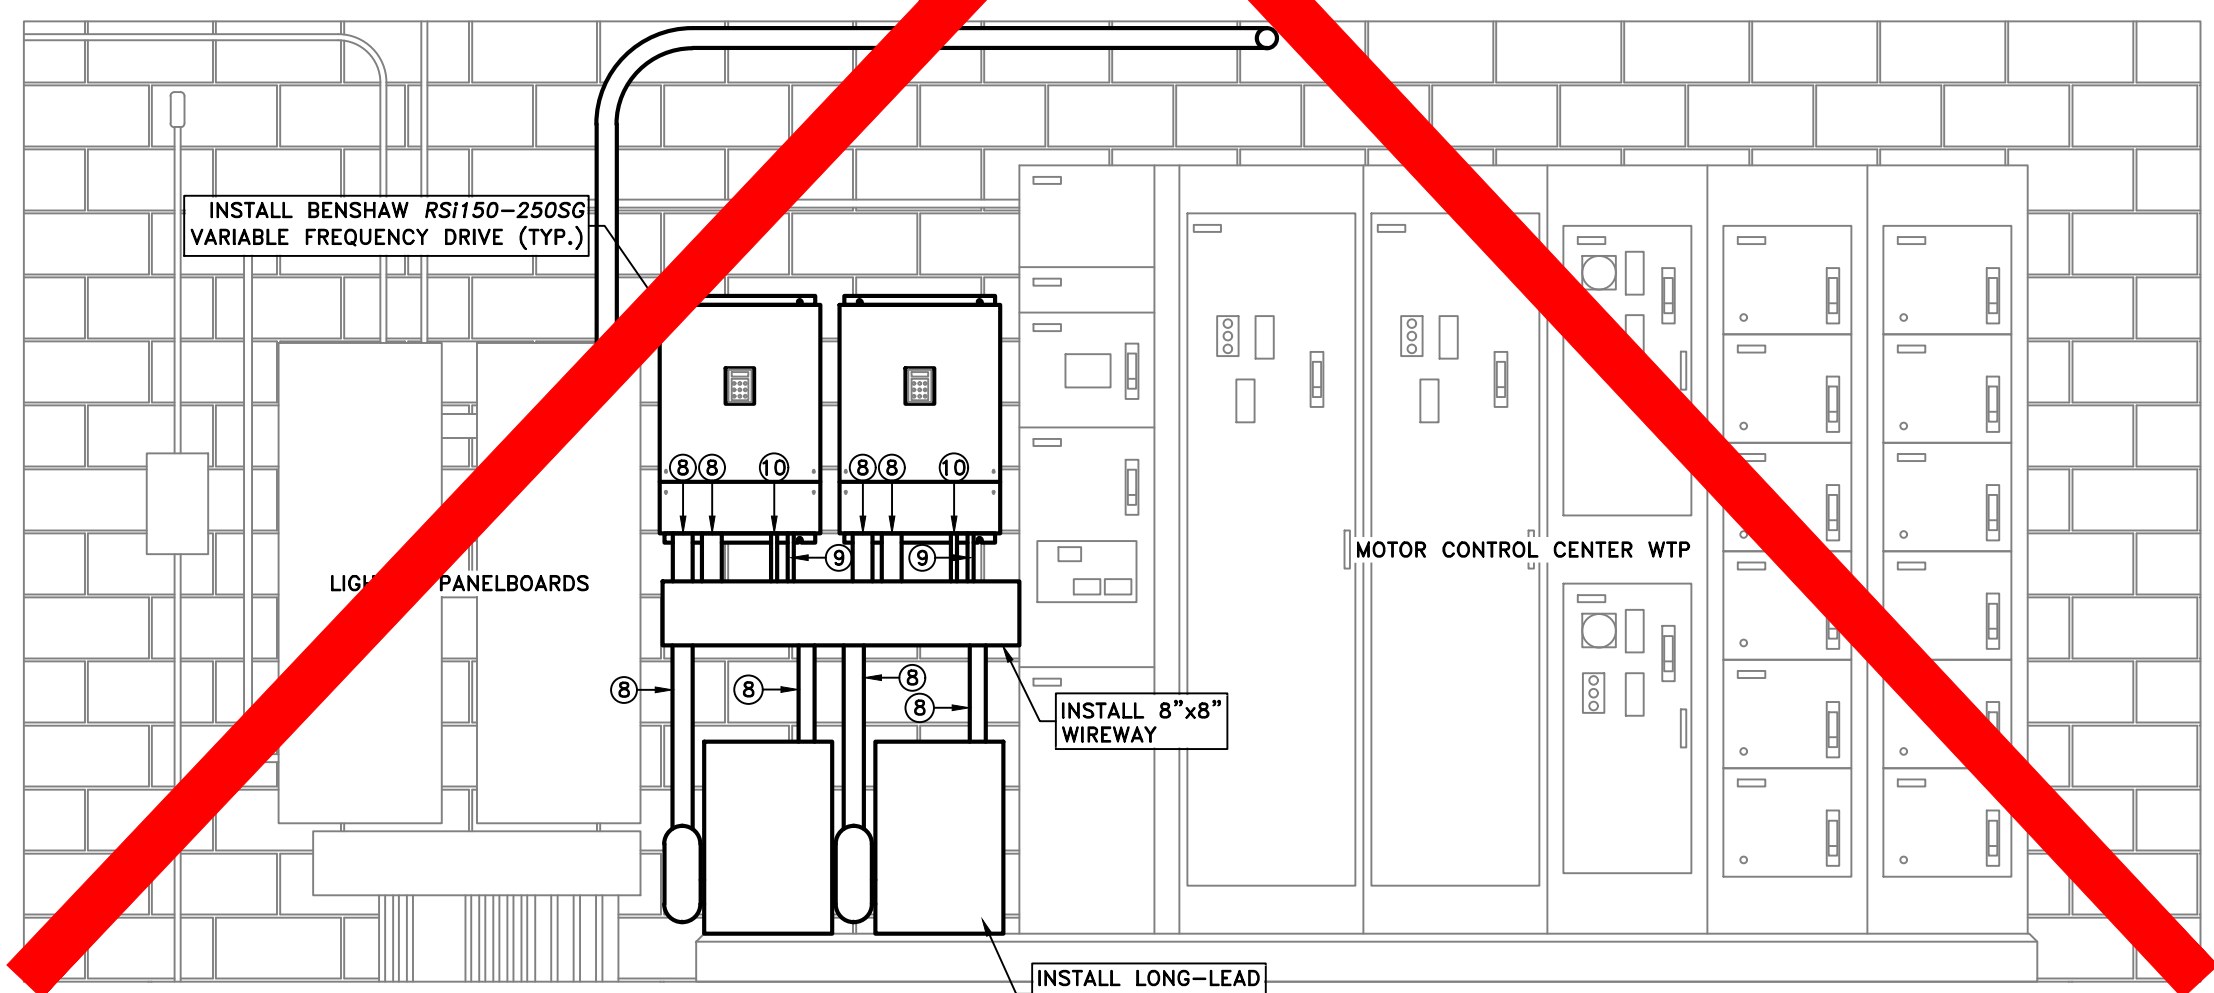 INSTALL BENSHAW RSi150-250SG
VARIABLE FREQUENCY DRIVE (TYP.)
8 8 10 8 8 10
9 9
MOTOR CONTROL CENTER WTP
PANELBOARDS
8 8 8
8
INSTALL 8"x8"
WIREWAY
INSTALL LONG-LEAD